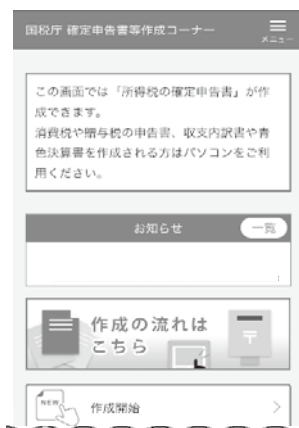 国税庁 確定申告書等作成コーナー
メニュー
この画面では「所得税の確定申告書」が作
成できます。
消費税や贈与税の申告書、収支内訳書や青
色決算書を作成される方はパソコンをご利
用ください。
お知らせ
一覧
作成の流れは
こちら
NEW
作成開始